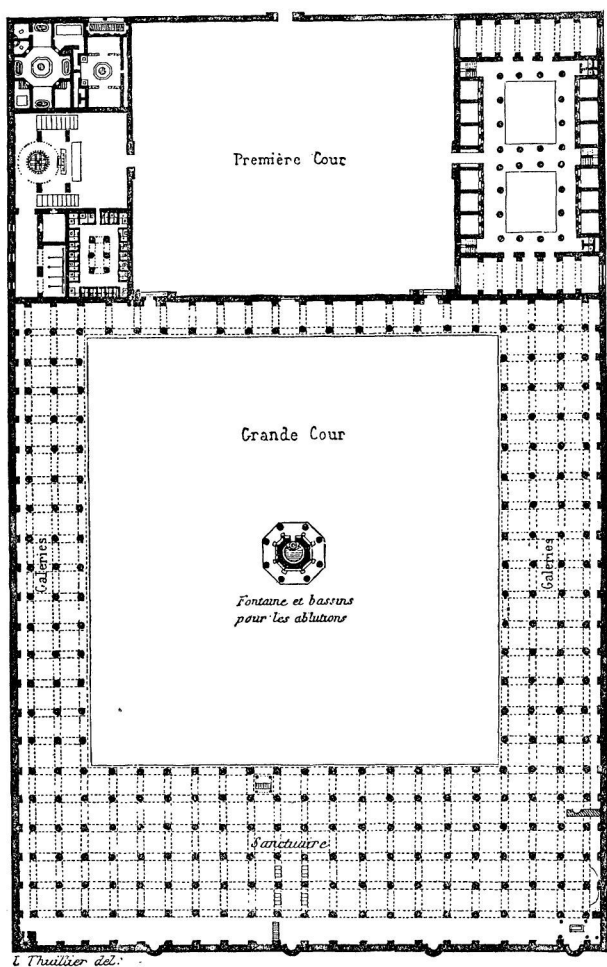 Première Cour
Grande Cour
Galeries
Galeries
Fontaine et bassins
pour les ablutions
Sanctuaire
L Thuillier del: